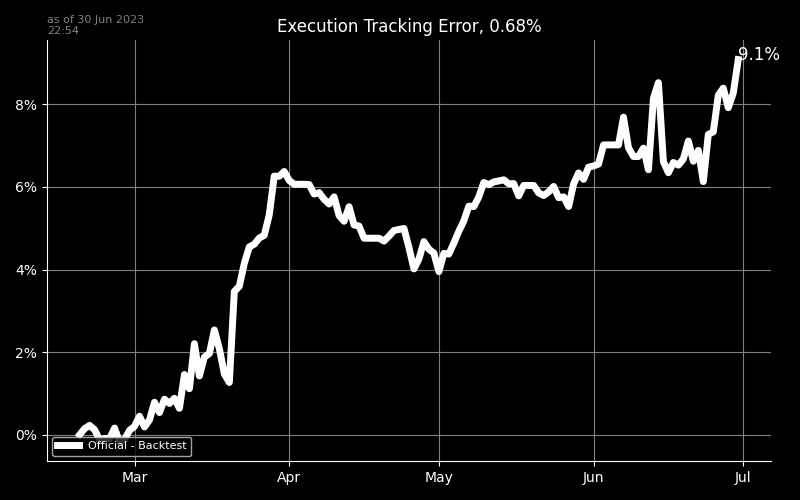 as of 30 Jun 2023
22:54
Execution Tracking Error, 0.68%
9.1%
8%
6%
4%
2%
0%
Official - Backtest
Mar
Apr
May
Jun
Jul